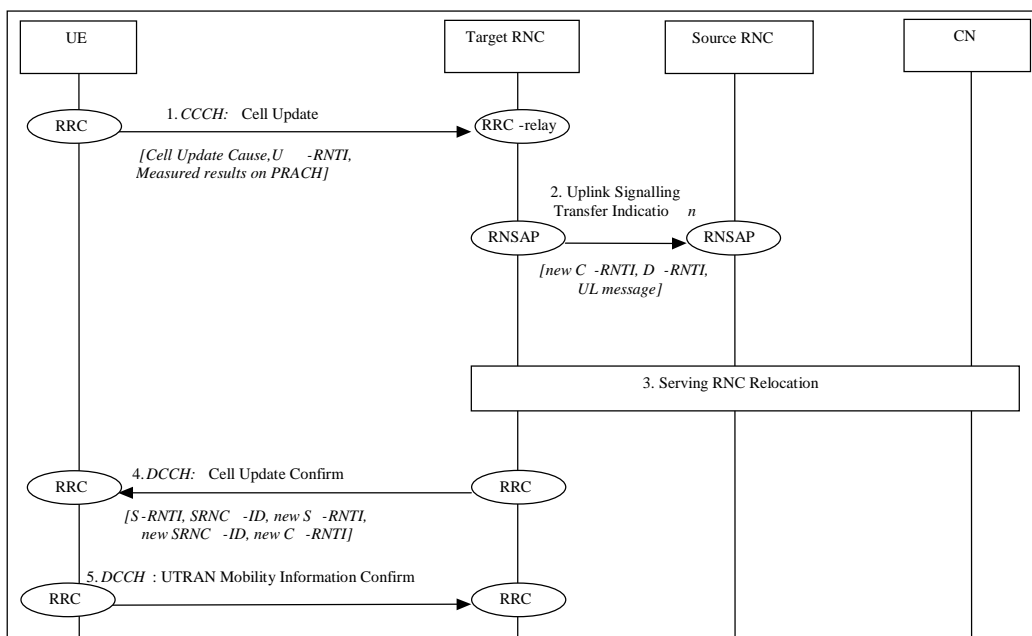 UE
Target RNC
Source RNC
CN
RRC
1. CCCH: Cell Update
RRC -relay
[Cell Update Cause,U -RNTI,
Measured results on PRACH]
2. Uplink Signalling
Transfer Indicatio n
RNSAP
RNSAP
[new C -RNTI, D -RNTI,
UL message]
3. Serving RNC Relocation
4. DCCH: Cell Update Confirm
RRC
RRC
[S-RNTI, SRNC -ID, new S -RNTI,
new SRNC -ID, new C -RNTI]
5. DCCH : UTRAN Mobility Information Confirm
RRC
RRC